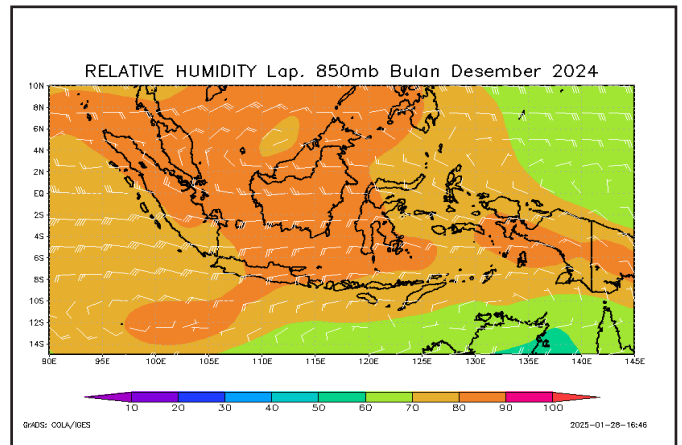 RELATIVE HUMIDITY Lap. 850mb Bulan Desember 2024
10N
8N
6N
4N
2N
EQ
2S
4S
6S
8S
10S
12S
14S
90E 95E 100E 105E 110E 115E 120E 125E 130E 135E 140E 145E
10 20 30 40 50 60 70 80 90 100
GrADS: COLA/IGES 2025-01-28-16:46